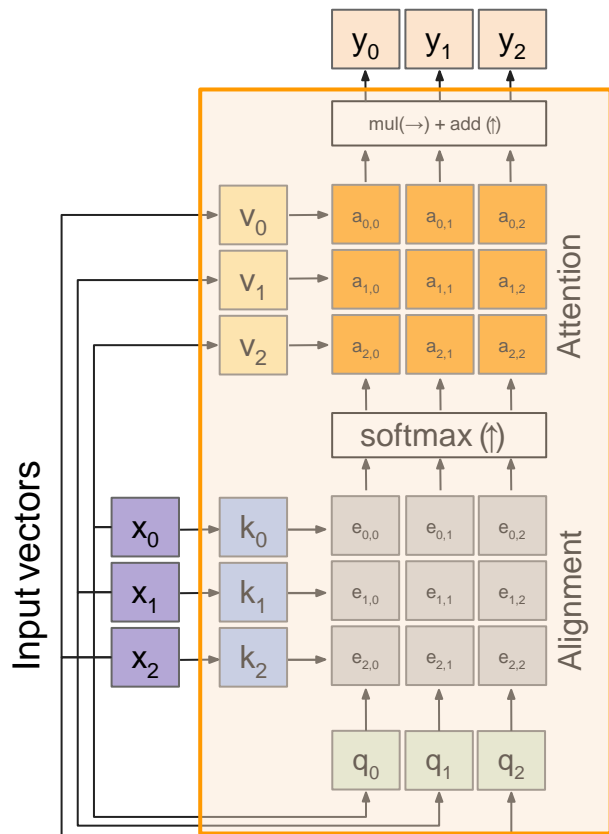 y0 y1 y2
mul(→) + add (↑)
v0 a0,0 a0,1 a0,2
v1 a1,0 a1,1 a1,2
v2 a2,0 a2,1 a2,2
Attention
softmax (↑)
Input vectors
x0 k0 e0,0 e0,1 e0,2
x1 k1 e1,0 e1,1 e1,2
x2 k2 e2,0 e2,1 e2,2
Alignment
q0 q1 q2